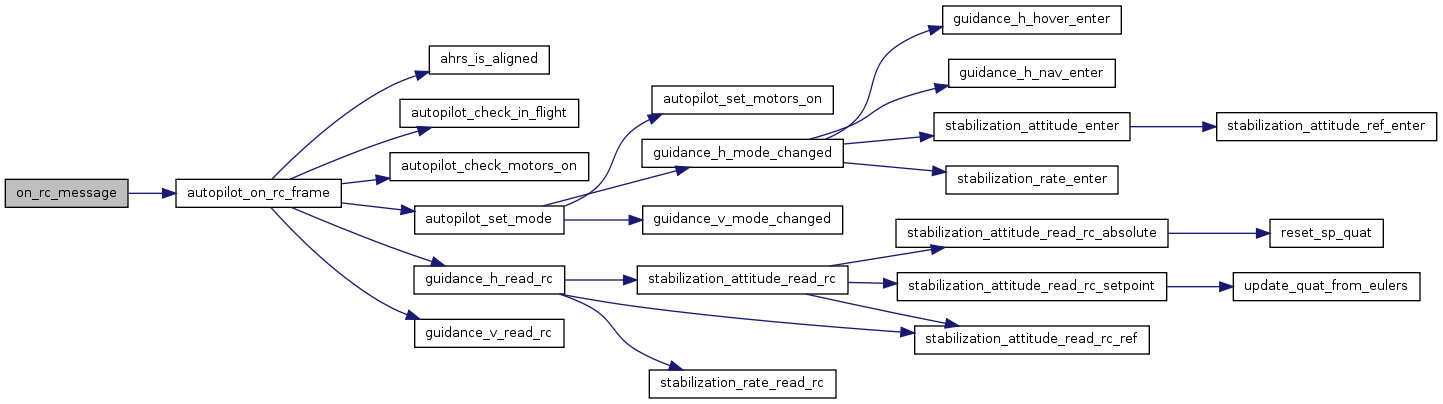 guidance_h_hover_enter
ahrs_is_aligned
guidance_h_nav_enter
autopilot_set_motors_on
autopilot_check_in_flight
stabilization_attitude_enter
stabilization_attitude_ref_enter
guidance_h_mode_changed
autopilot_check_motors_on
stabilization_rate_enter
on_rc_message
autopilot_on_rc_frame
autopilot_set_mode
guidance_v_mode_changed
stabilization_attitude_read_rc_absolute
reset_sp_quat
guidance_h_read_rc
stabilization_attitude_read_rc
stabilization_attitude_read_rc_setpoint
update_quat_from_eulers
guidance_v_read_rc
stabilization_attitude_read_rc_ref
stabilization_rate_read_rc